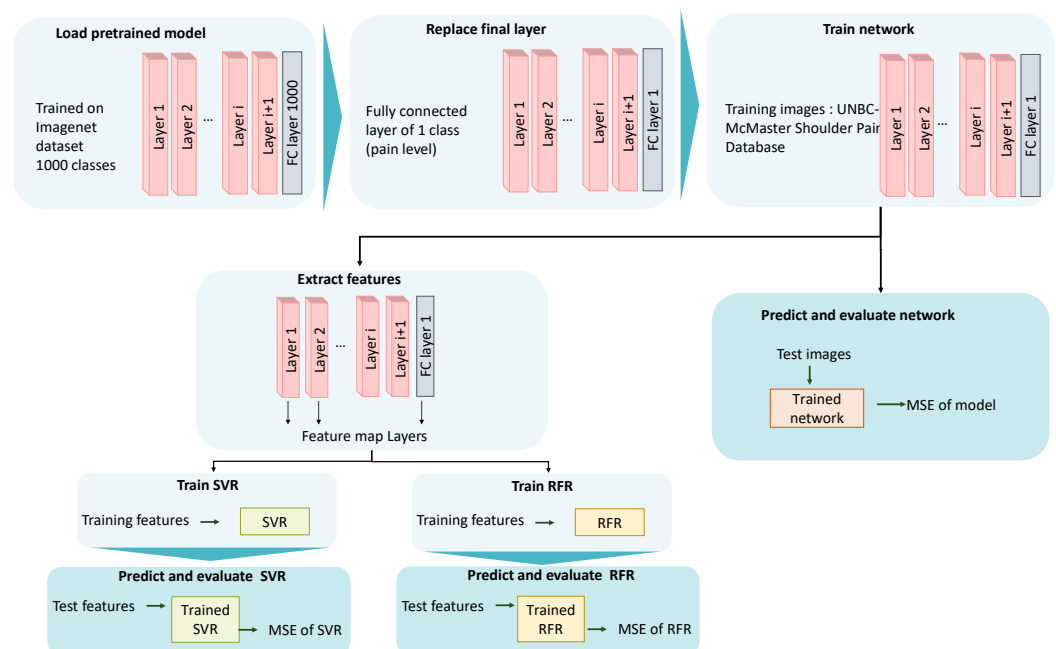 Load pretrained model
Trained on
Imagenet
dataset
1000 classes
Layer 1
Layer 2
...
Layer i
Layer i+1
FC layer 1000
Replace final layer
Fully connected
layer of 1 class
(pain level)
Layer 1
Layer 2
...
Layer i
Layer i+1
FC layer 1
Train network
Training images : UNBC-
McMaster Shoulder Pain
Database
Layer 1
Layer 2
...
Layer i
Layer i+1
FC layer 1
Extract features
Layer 1
Layer 2
...
Layer i
Layer i+1
FC layer 1
Feature map Layers
Predict and evaluate network
Test images
Trained
network
MSE of model
Train SVR
Training features
SVR
Train RFR
Training features
RFR
Predict and evaluate SVR
Test features
Trained
SVR
MSE of SVR
Predict and evaluate RFR
Test features
Trained
RFR
MSE of RFR